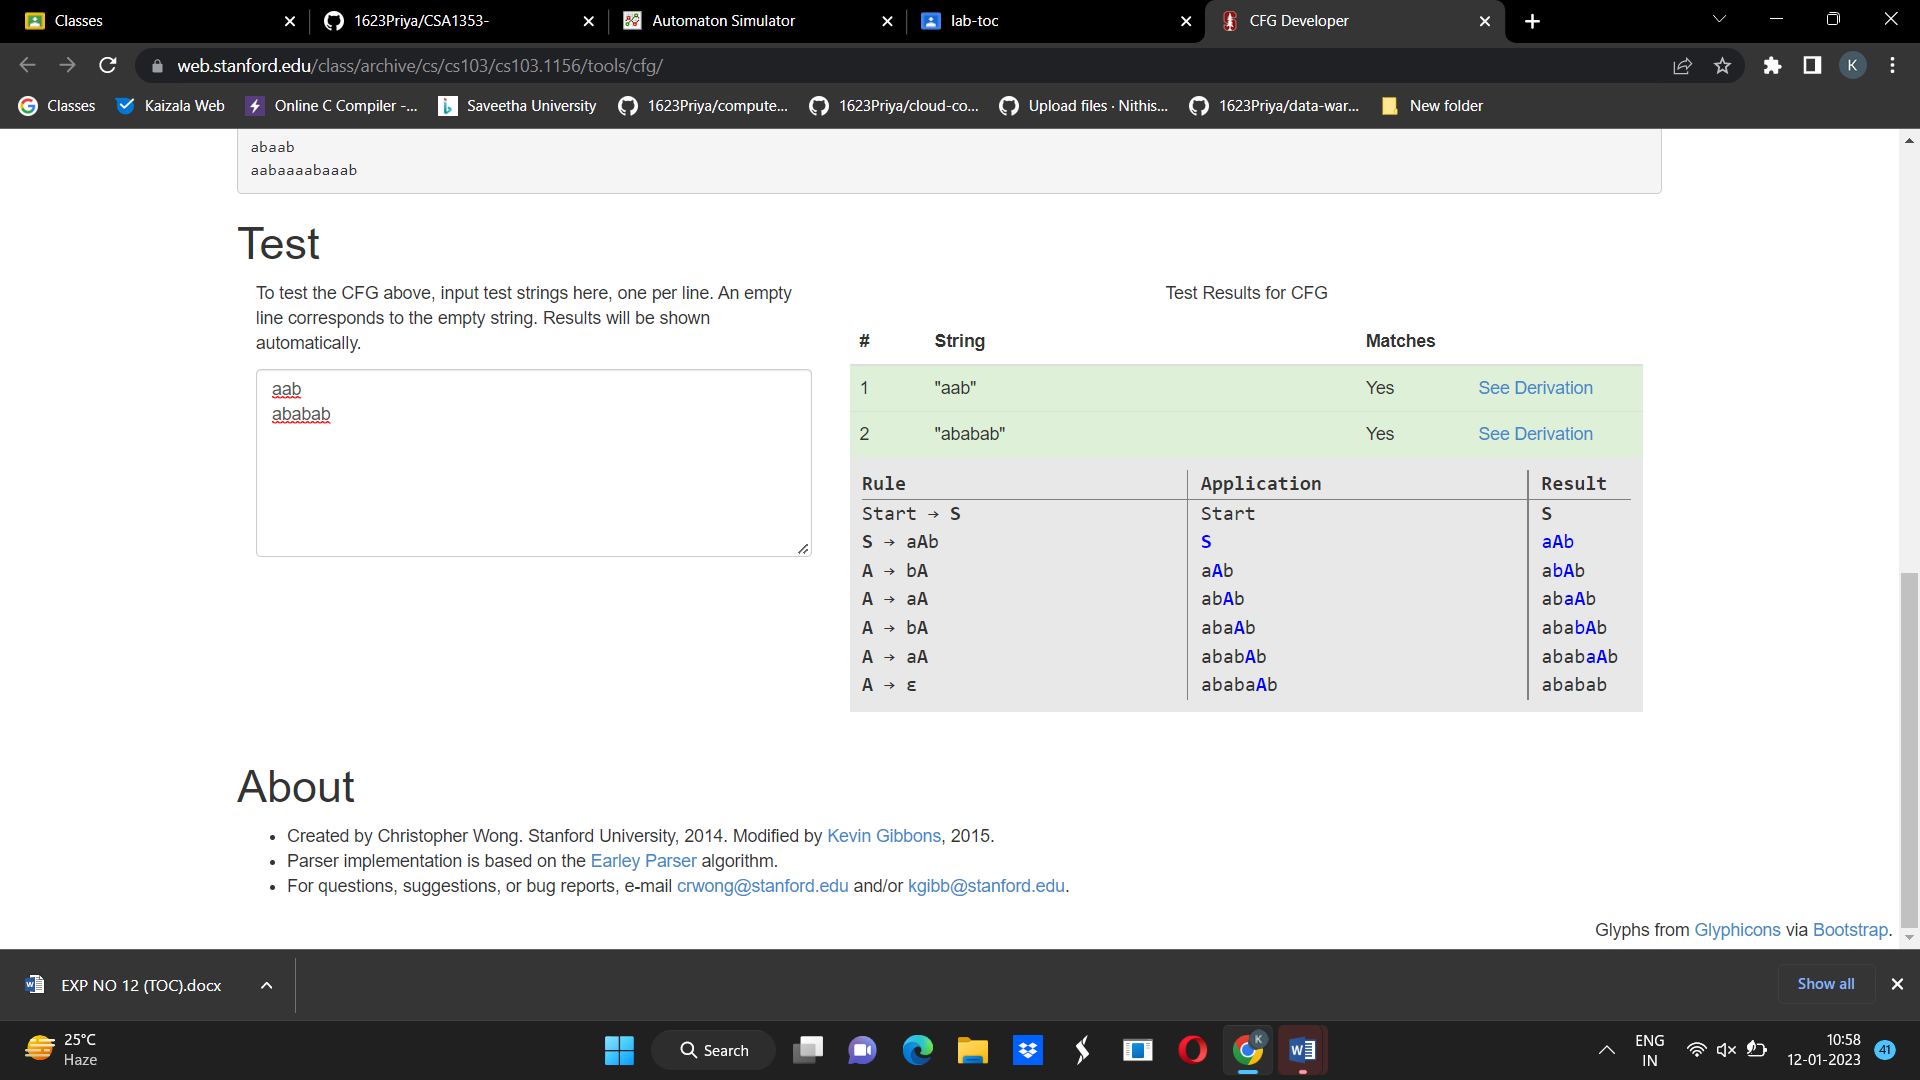 Classes
1623Priya/CSA1353-
Automaton Simulator
lab-toc
CFG Developer
web.stanford.edu/class/archive/cs/cs103/cs103.1156/tools/cfg/
K
Classes
Kaizala Web
Online C Compiler -...
Saveetha University
1623Priya/compute...
1623Priya/cloud-co...
Upload files · Nithis...
1623Priya/data-war...
New folder
abaab
aabaaaabaaab
Test
To test the CFG above, input test strings here, one per line. An empty
line corresponds to the empty string. Results will be shown
automatically.
aab
ababab
Test Results for CFG
# String Matches
1 "aab" Yes See Derivation
2 "ababab" Yes See Derivation
Rule Application Result
Start → S Start S
S → aAb S aAb
A → bA aAb abAb
A → aA abAb abaAb
A → bA abaAb ababAb
A → aA ababAb ababaAb
A → ε ababaAb ababab
About
• Created by Christopher Wong. Stanford University, 2014. Modified by Kevin Gibbons, 2015.
• Parser implementation is based on the Earley Parser algorithm.
• For questions, suggestions, or bug reports, e-mail crwong@stanford.edu and/or kgibb@stanford.edu.
Glyphs from Glyphicons via Bootstrap.
EXP NO 12 (TOC).docx
Show all
25°C
Haze
Search
K
ENG
IN
10:58
12-01-2023
41